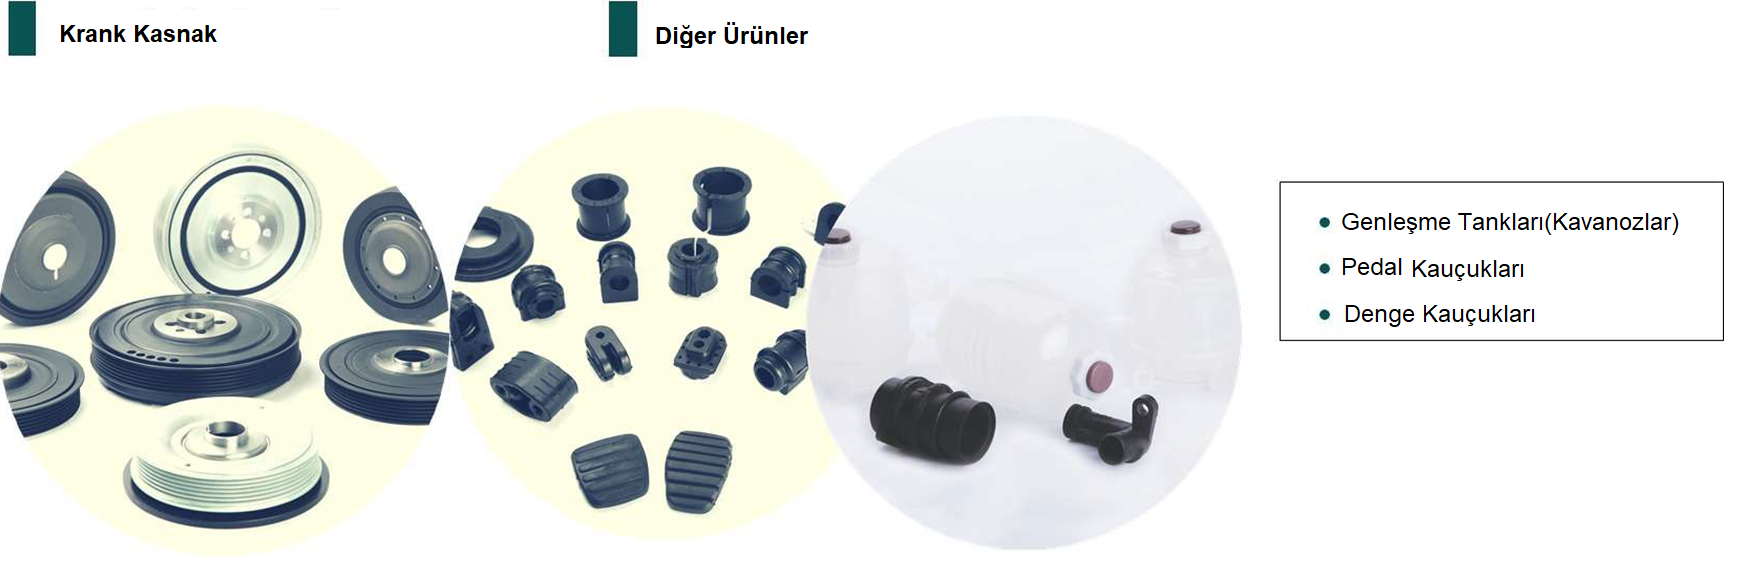 Krank Kasnak
Diğer Ürünler
Genleşme Tankları(Kavanozlar)
Pedal Kauçukları
Denge Kauçukları